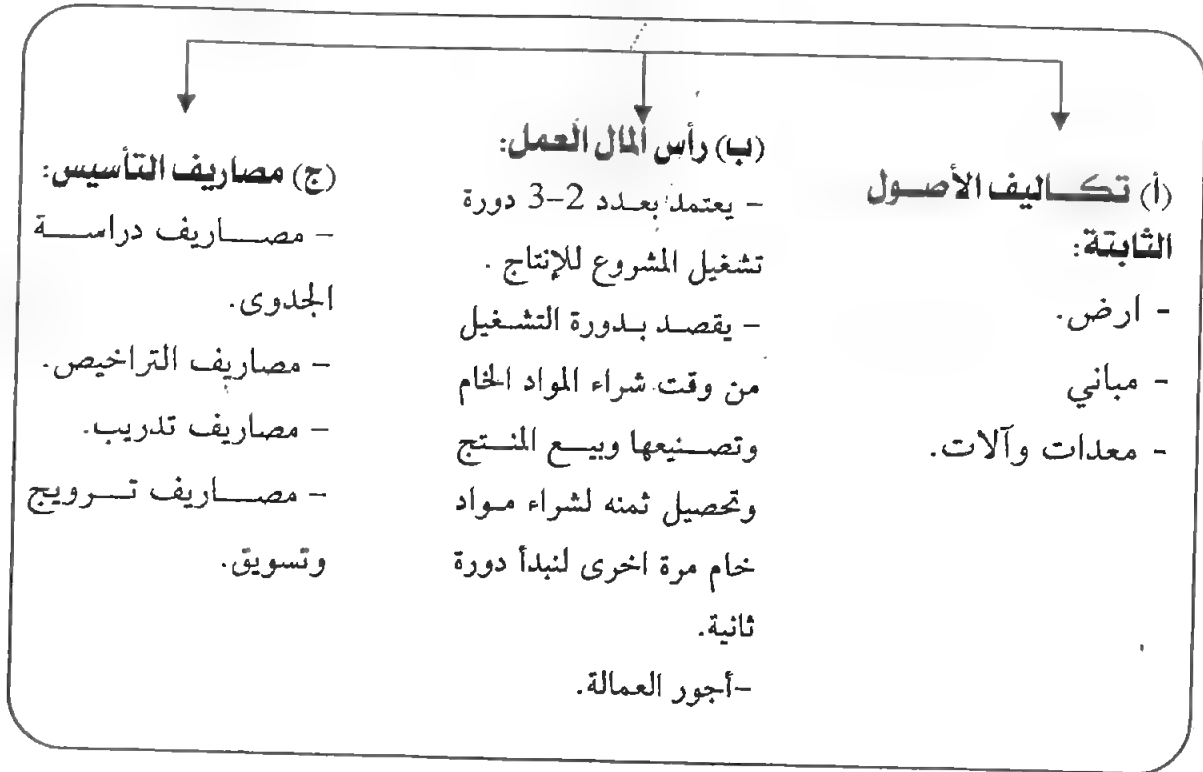 (أ) تكاليف الأصول
الثابتة:
- ارض.
- مباني
- معدات وآلات.
(ب) رأس المال العمل:
- يعتمد بعدد 2-3 دورة
تشغيل المشروع للإنتاج.
- يقصد بدورة التشغيل
من وقت شراء المواد الخام
وتصنيعها وبيع المنتج
وتحصيل ثمنه لشراء مواد
خام مرة اخرى لنبدأ دورة
ثانية.
-أجور العمالة.
(ج) مصاريف التأسيس:
- مصاريف دراسة
الجدوى.
- مصاريف التراخيص.
- مصاريف تدريب.
- مصاريف ترويج
وتسويق.